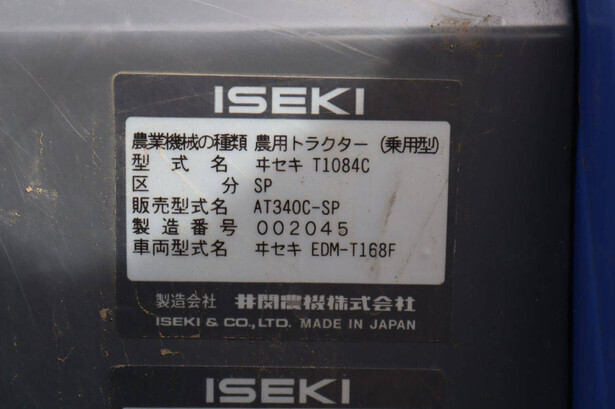 ISEKI
農業機械の種類 農用トラクター (乗用型)
型式名 ヰセキ T1084C
区分 SP
販売型式名 AT340C-SP
製造番号 002045
車両型式名 ヰセキ EDM-T168F
製造会社 井関農機株式会社
ISEKI & CO., LTD. MADE IN JAPAN
ISEKI